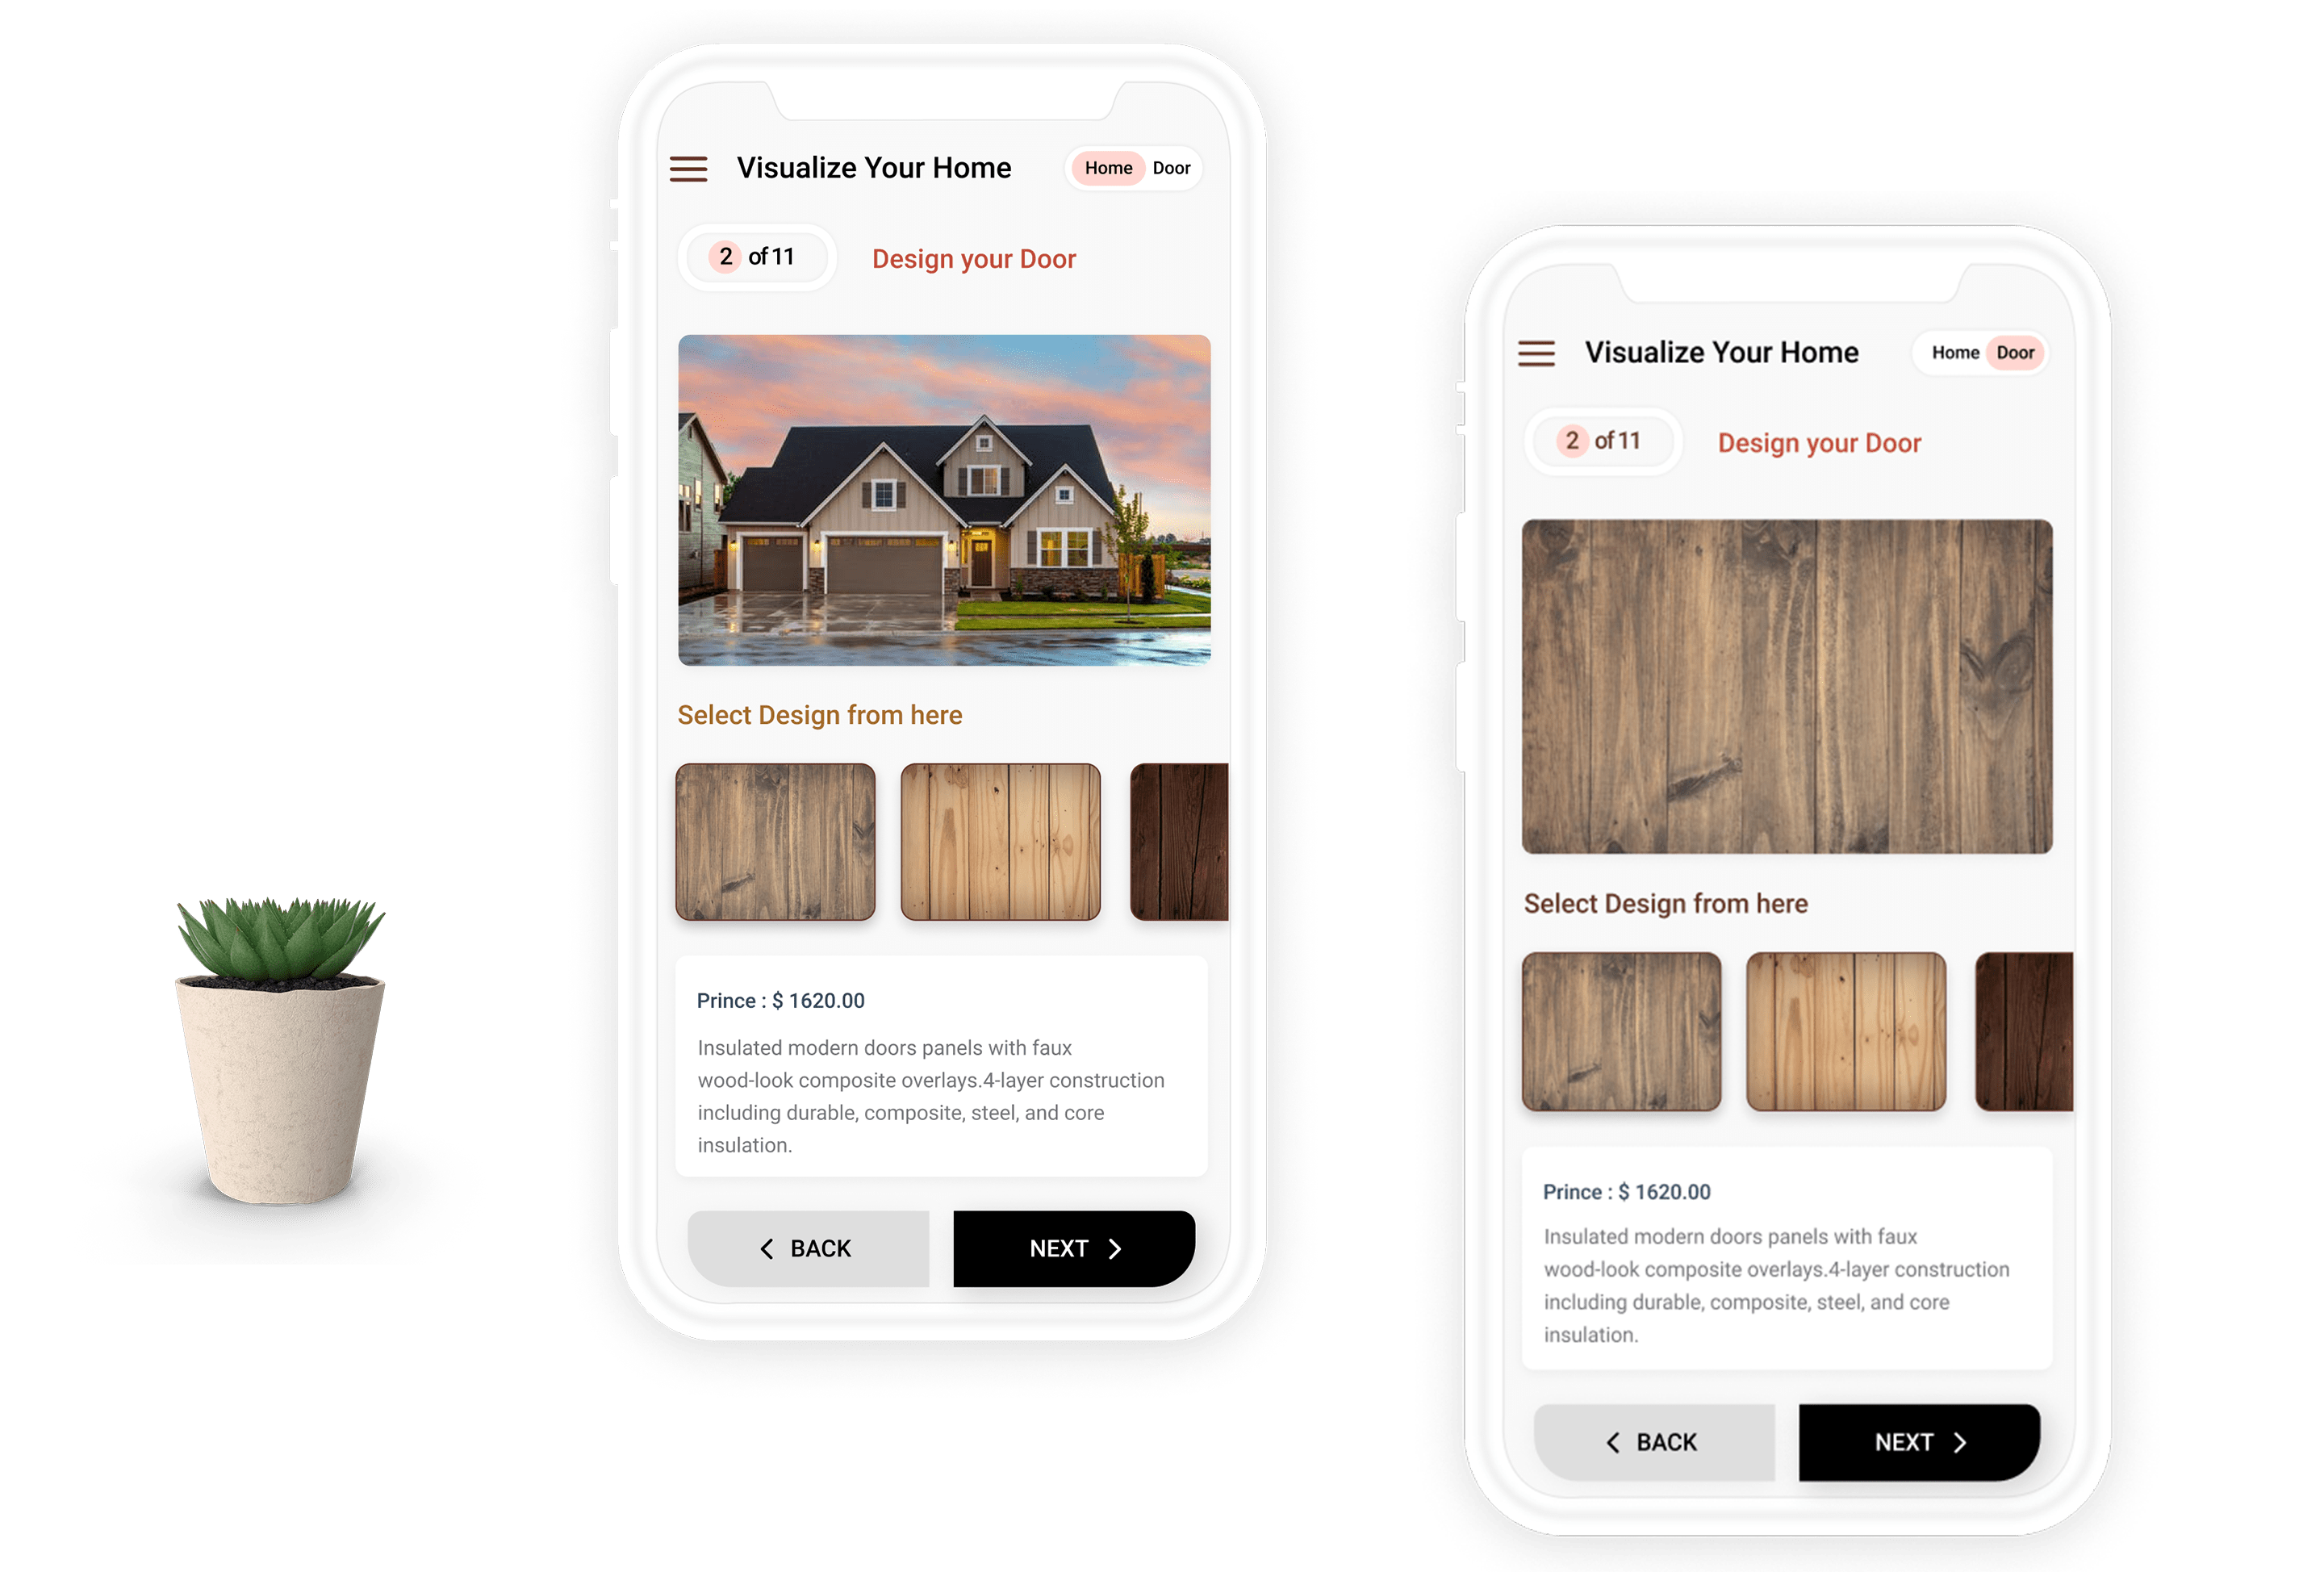 Visualize Your Home
Home Door
2 of 11
Design your Door
Select Design from here
Prince : $ 1620.00
Insulated modern doors panels with faux
wood-look composite overlays.4-layer construction
including durable, composite, steel, and core
insulation.
BACK
NEXT
Visualize Your Home
Home Door
2 of 11
Design your Door
Select Design from here
Prince : $ 1620.00
Insulated modern doors panels with faux
wood-look composite overlays.4-layer construction
including durable, composite, steel, and core
insulation.
BACK
NEXT